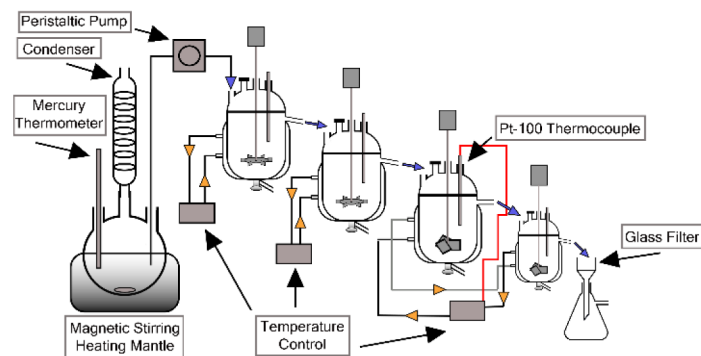 Peristaltic Pump
Condenser
Mercury
Thermometer
Pt-100 Thermocouple
Glass Filter
Magnetic Stirring
Heating Mantle
Temperature
Control